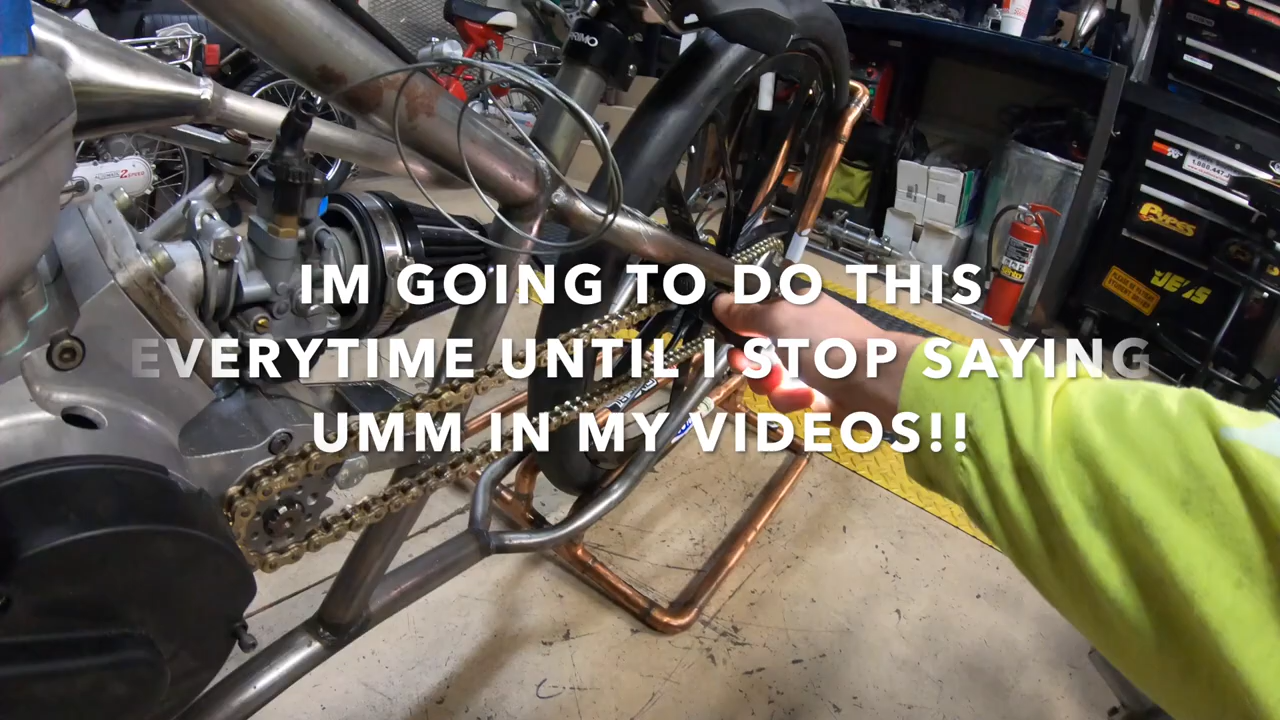 IM GOING TO DO THIS
EVERYTIME UNTIL I STOP SAYING
UMM IN MY VIDEOS!!